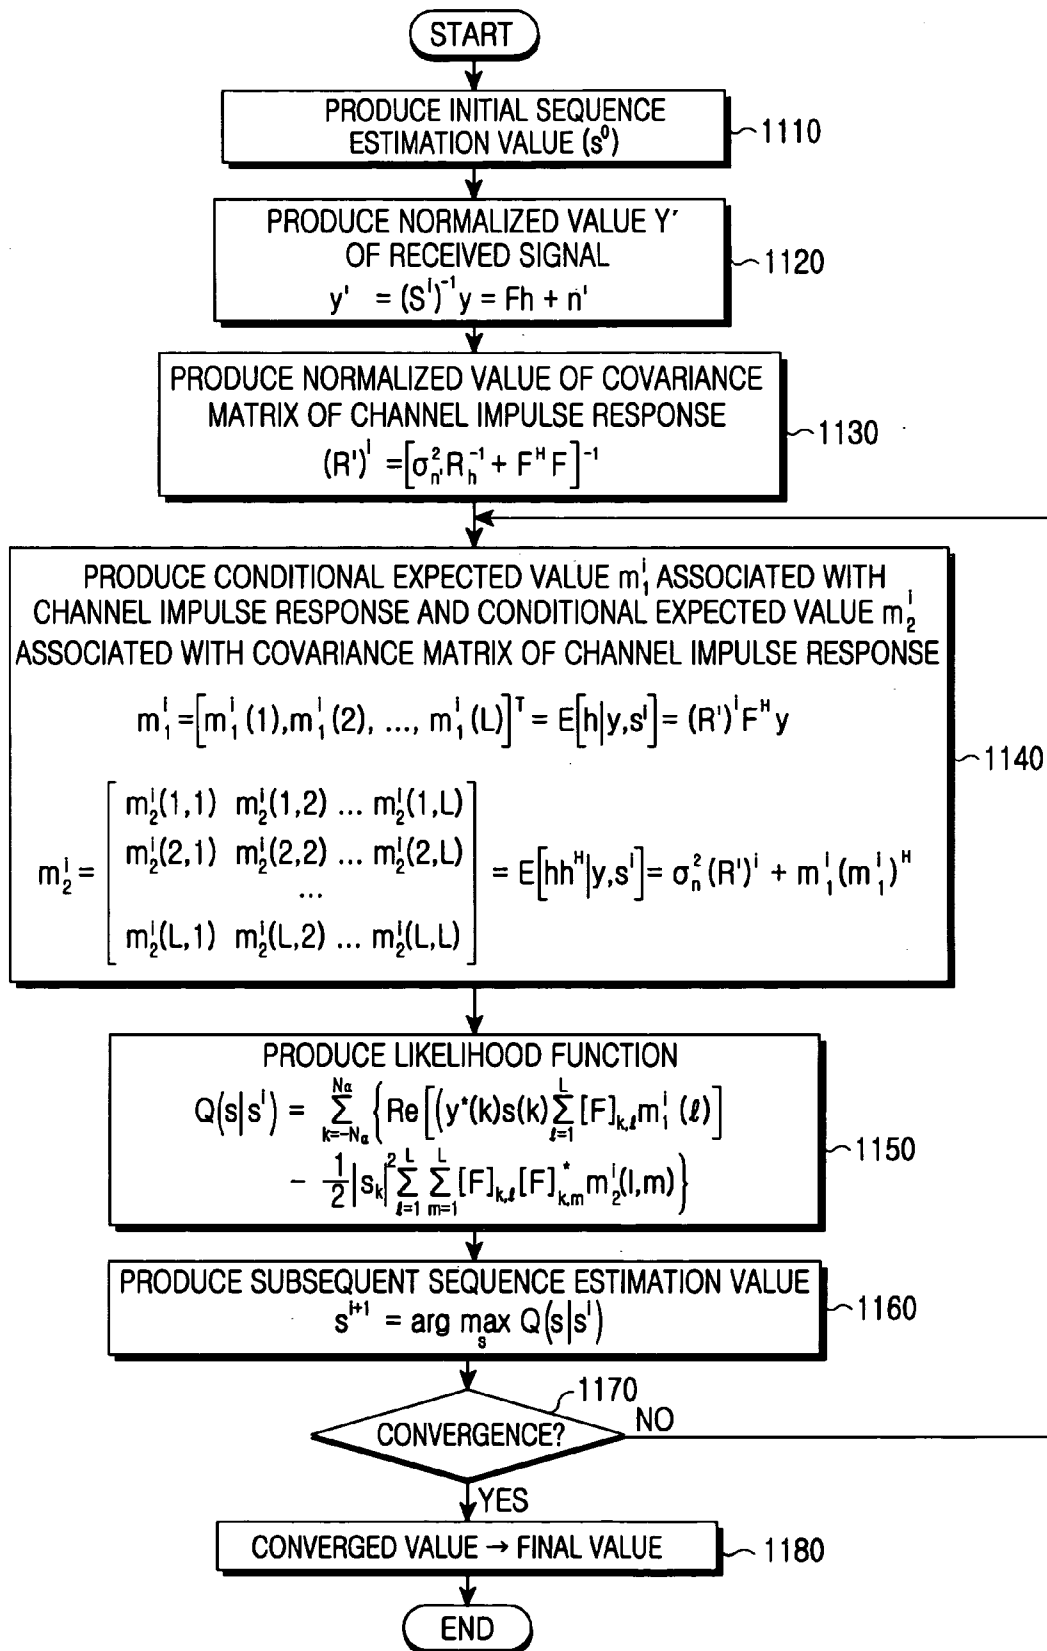 START
PRODUCE INITIAL SEQUENCE
ESTIMATION VALUE (s⁰)
1110
PRODUCE NORMALIZED VALUE Y'
OF RECEIVED SIGNAL
y' = (Sⁱ)⁻¹y = Fh + n'
1120
PRODUCE NORMALIZED VALUE OF COVARIANCE
MATRIX OF CHANNEL IMPULSE RESPONSE
(R')ⁱ = [σₙ² Rₕ⁻¹ + Fᴴ F]⁻¹
1130
PRODUCE CONDITIONAL EXPECTED VALUE m₁ⁱ ASSOCIATED WITH
CHANNEL IMPULSE RESPONSE AND CONDITIONAL EXPECTED VALUE m₂ⁱ
ASSOCIATED WITH COVARIANCE MATRIX OF CHANNEL IMPULSE RESPONSE
m₁ⁱ = [m₁ⁱ (1), m₁ⁱ (2), ..., m₁ⁱ (L)]ᵀ = E[h|y,sⁱ] = (R')ⁱ Fᴴ y
1140
m₂ⁱ(1,1) m₂ⁱ(1,2) ... m₂ⁱ(1,L)
m₂ⁱ(2,1) m₂ⁱ(2,2) ... m₂ⁱ(2,L)
m₂ⁱ = ... = E[hhᴴ|y,sⁱ] = σₙ² (R')ⁱ + m₁ⁱ(m₁ⁱ)ᴴ
m₂ⁱ(L,1) m₂ⁱ(L,2) ... m₂ⁱ(L,L)
PRODUCE LIKELIHOOD FUNCTION
Q(s|sⁱ) = Σ_{k=-Nα}^{Nα} {Re[(y*(k)s(k) Σ_{ℓ=1}^{L} [F]_{k,ℓ} m₁ⁱ (ℓ)]
- 1/2 |s_k|² Σ_{ℓ=1}^{L} Σ_{m=1}^{L} [F]_{k,ℓ} [F]*_{k,m} m₂ⁱ(l,m)}
1150
PRODUCE SUBSEQUENT SEQUENCE ESTIMATION VALUE
sⁱ⁺¹ = arg max_s Q(s|sⁱ)
1160
1170
CONVERGENCE?
NO
YES
CONVERGED VALUE → FINAL VALUE
1180
END